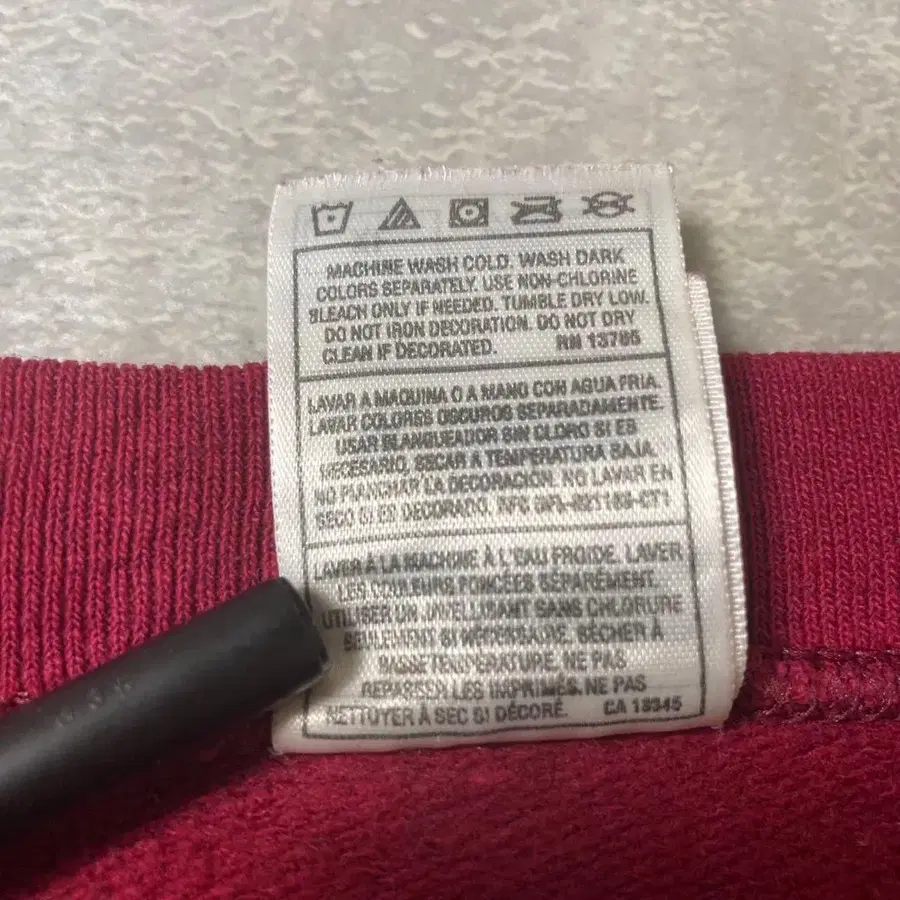 MACHINE WASH COLD. WASH DARK
COLORS SEPARATELY. USE NON-CHLORINE
BLEACH ONLY IF NEEDED. TUMBLE DRY LOW.
DO NOT IRON DECORATION. DO NOT DRY
CLEAN IF DECORATED. RN 13765
LAVAR A MAQUINA O A MANO CON AGUA FRIA.
LAVAR COLORES OSCUROS SEPARADAMENTE.
USAR BLANQUEADOR SIN CLORO SI ES
NECESARIO, SECAR A TEMPERATURA BAJA.
NO PLANCHAR LA DECORACION. NO LAVAR EN
SECO SI ES DECORADO.
LAVER À LA MACHINE À L'EAU FROIDE. LAVER
LES COULEURS FONCÉES SÉPARÉMENT.
UTILISER UN JAVELLISANT SANS CHLORURE
SEULEMENT SI NÉCESSAIRE. SÉCHER À
BASSE TEMPÉRATURE. NE PAS
REPASSER LES IMPRIMÉS. NE PAS
NETTOYER À SEC SI DÉCORÉ. CA 13345